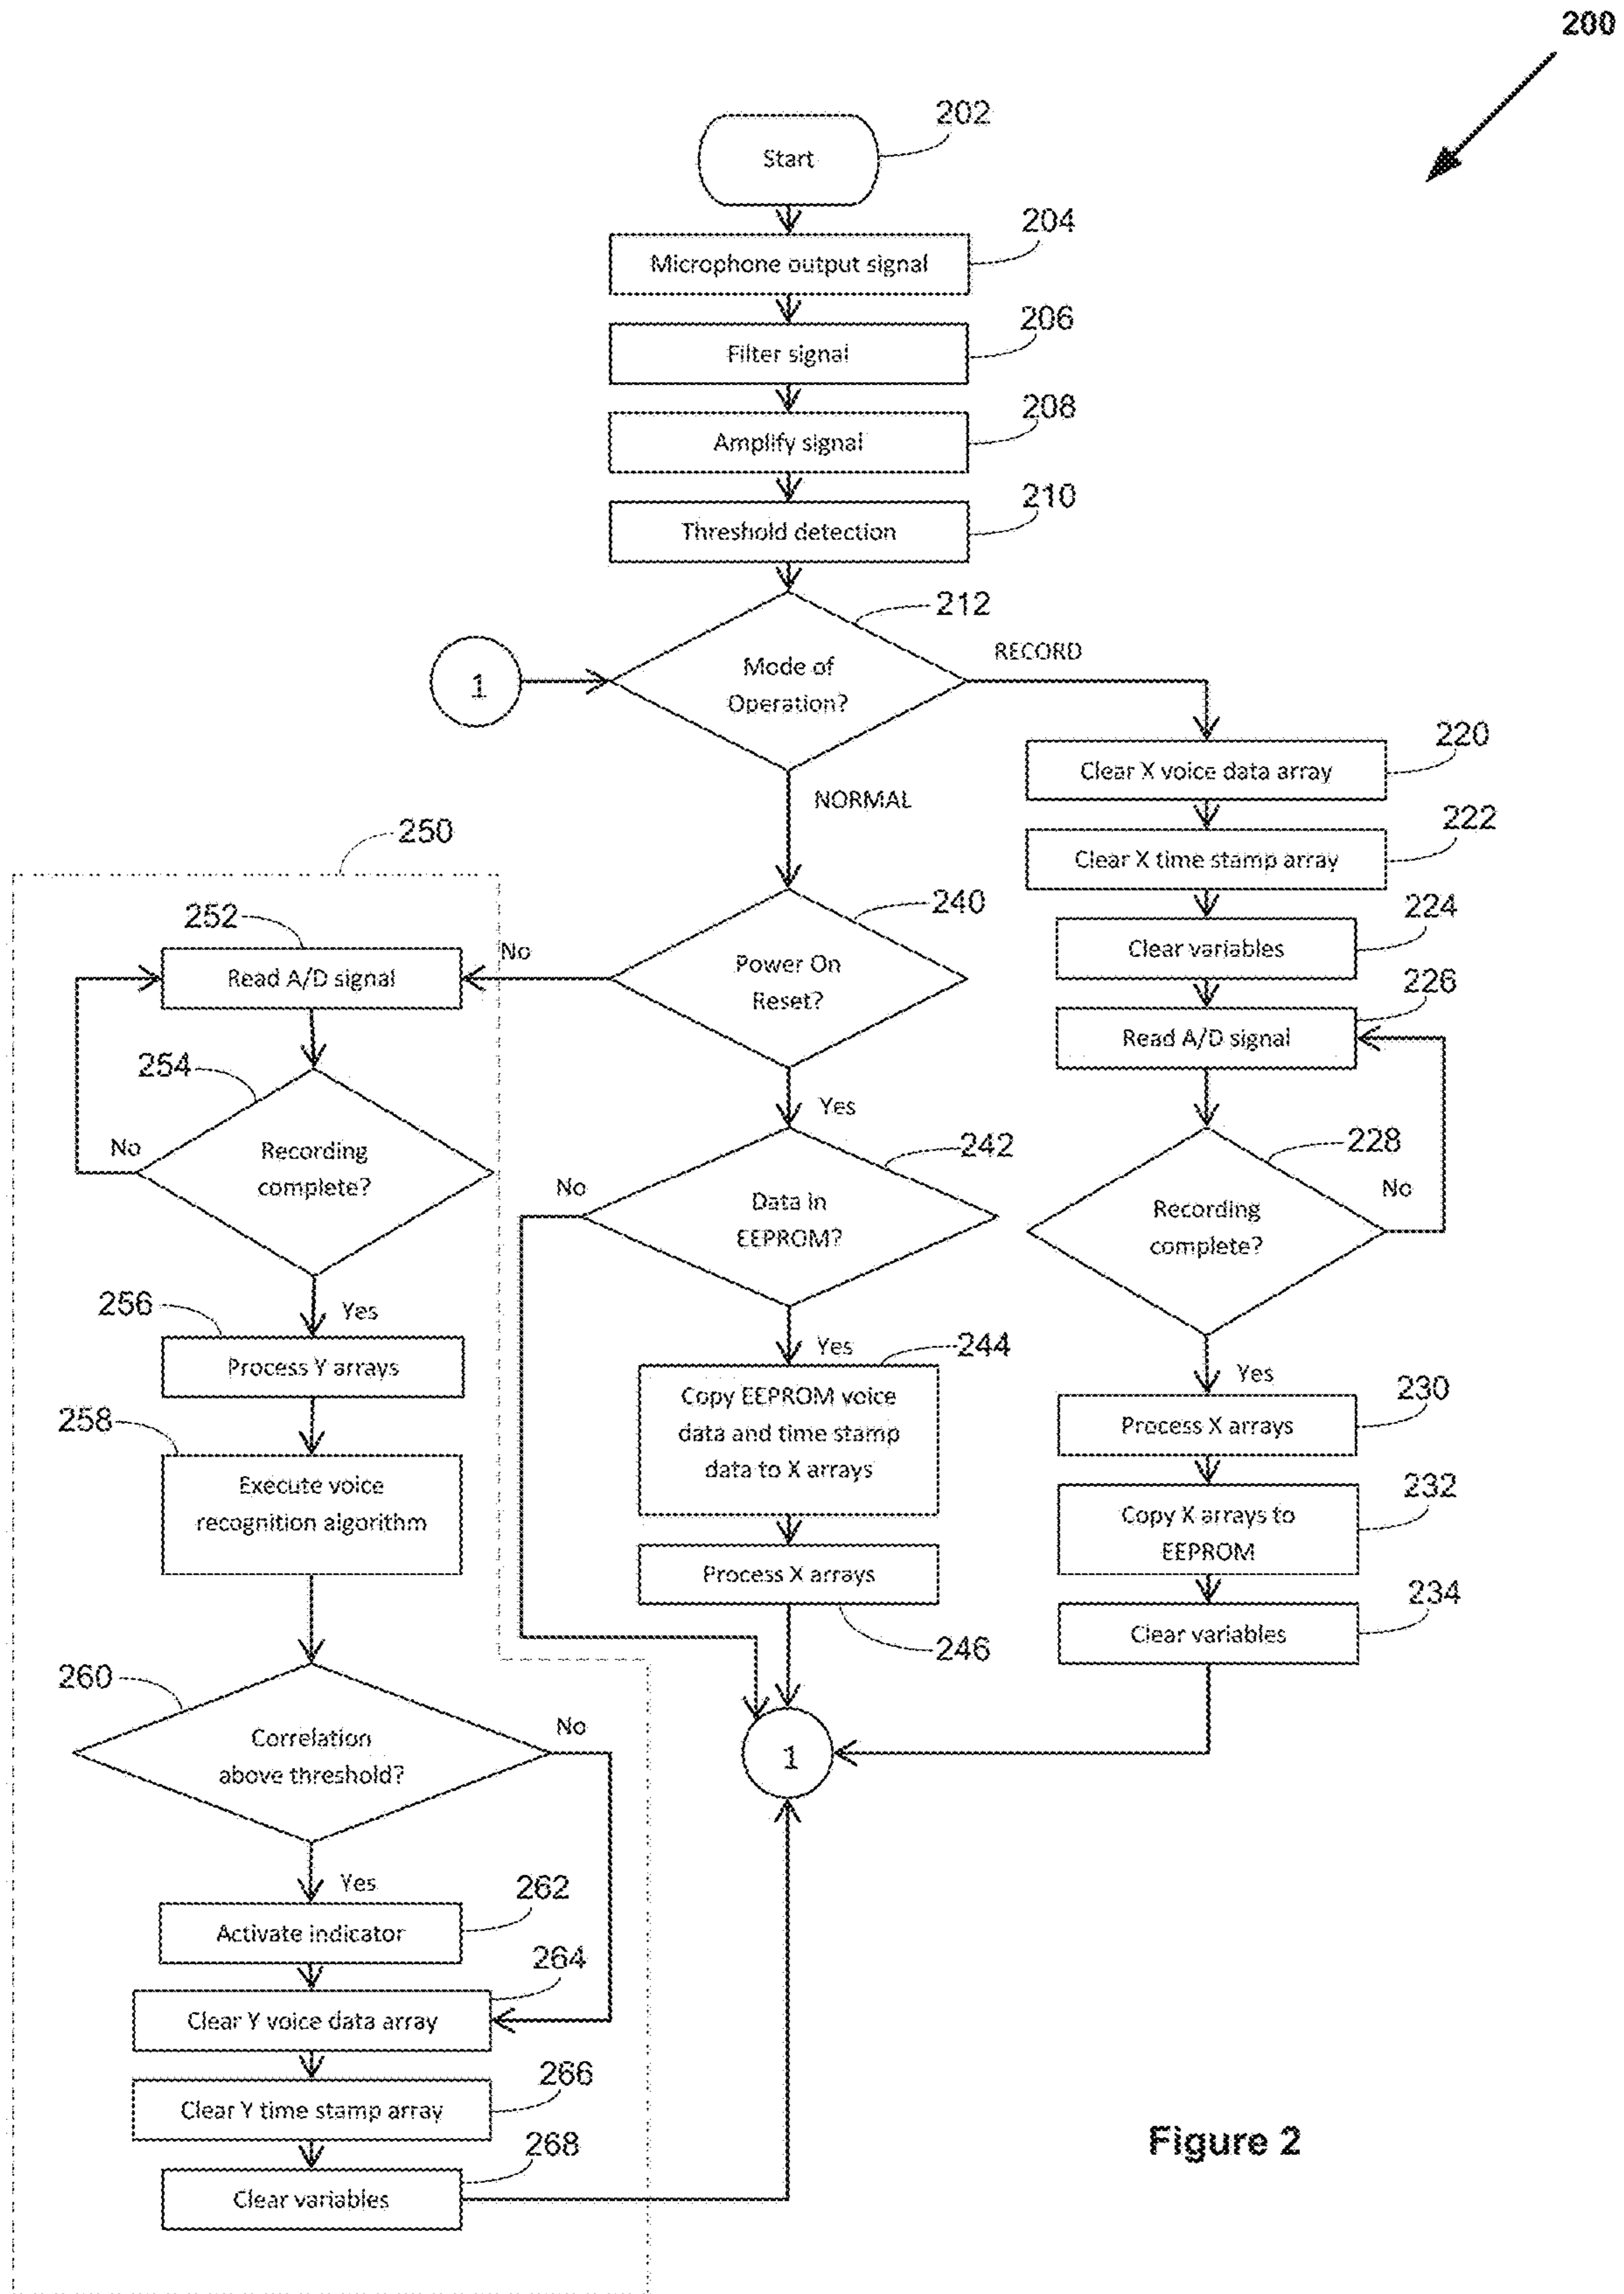 200
202
Start
204
Microphone output signal
206
Filter signal
208
Amplify signal
210
Threshold detection
212
1
Mode of
Operation?
RECORD
NORMAL
220
Clear X voice data array
222
Clear X time stamp array
224
Clear variables
226
Read A/D signal
228
Recording
complete?
No
Yes
230
Process X arrays
232
Copy X arrays to
EEPROM
234
Clear variables
240
Power On
Reset?
No
Yes
242
Data in
EEPROM?
No
Yes
244
Copy EEPROM voice
data and time stamp
data to X arrays
Process X arrays
246
1
250
252
Read A/D signal
254
Recording
complete?
No
Yes
256
Process Y arrays
258
Execute voice
recognition algorithm
260
Correlation
above threshold?
No
Yes
262
Activate indicator
264
Clear Y voice data array
266
Clear Y time stamp array
268
Clear variables
Figure 2